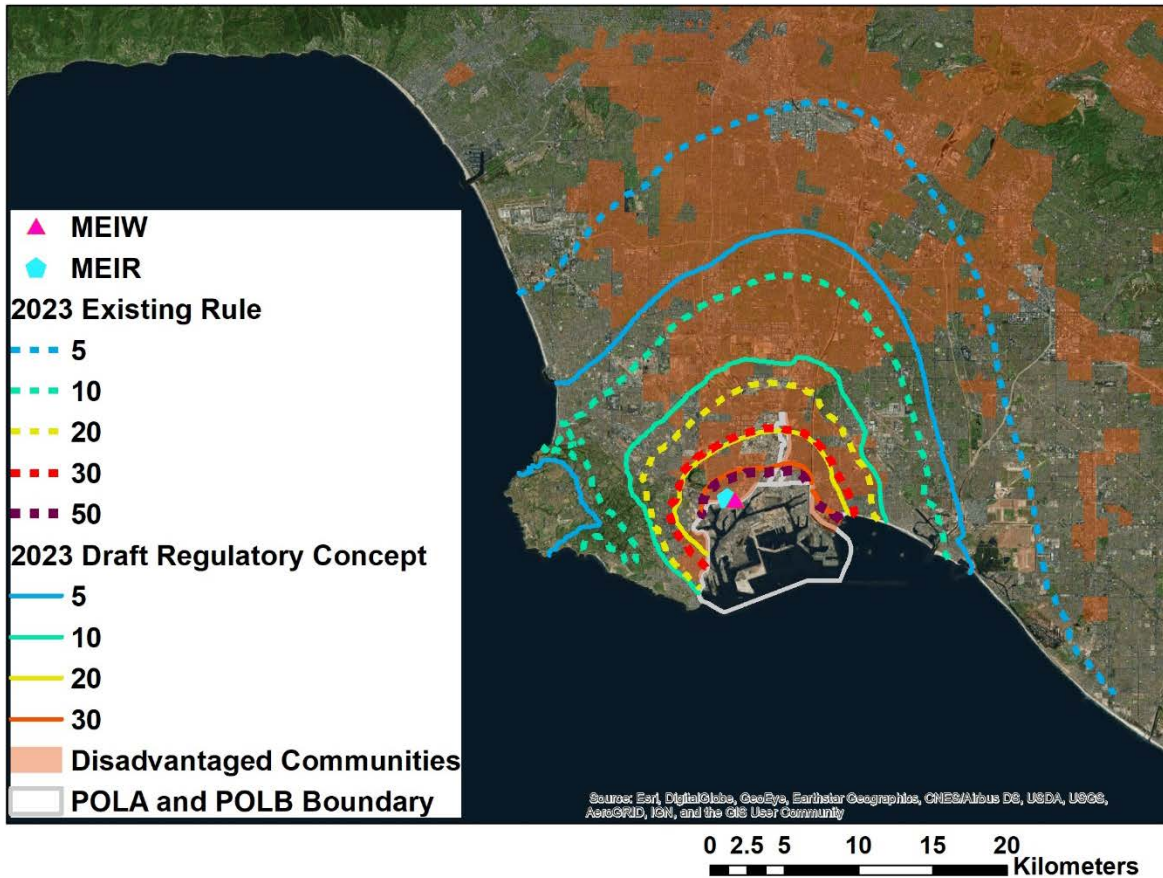 MEIW
MEIR
2023 Existing Rule
5
10
20
30
50
2023 Draft Regulatory Concept
5
10
20
30
Disadvantaged Communities
POLA and POLB Boundary
Source: Esri, DigitalGlobe, GeoEye, Earthstar Geographics, CNES/Airbus DS, USDA, USGS,
AeroGRID, IGN, and the GIS User Community
0 2.5 5 10 15 20
Kilometers